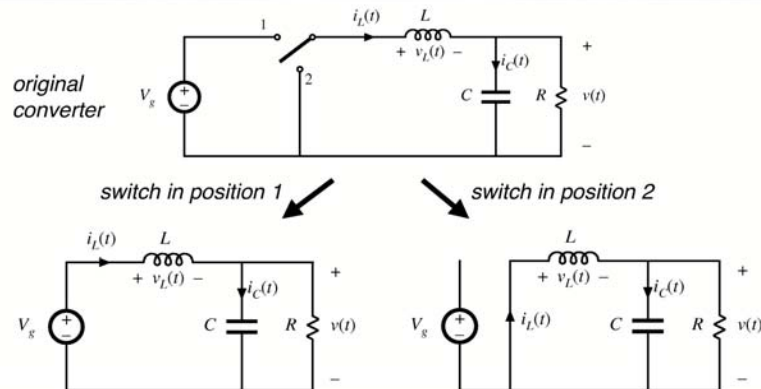 1
i_L(t)
L
+ v_L(t) −
+
original
converter
V_g
+
−
2
i_C(t)
C
R
v(t)
−
switch in position 1
switch in position 2
i_L(t)
L
+ v_L(t) −
+
V_g
+
−
i_C(t)
C
R
v(t)
−
L
+ v_L(t) −
+
V_g
+
−
i_L(t)
i_C(t)
C
R
v(t)
−